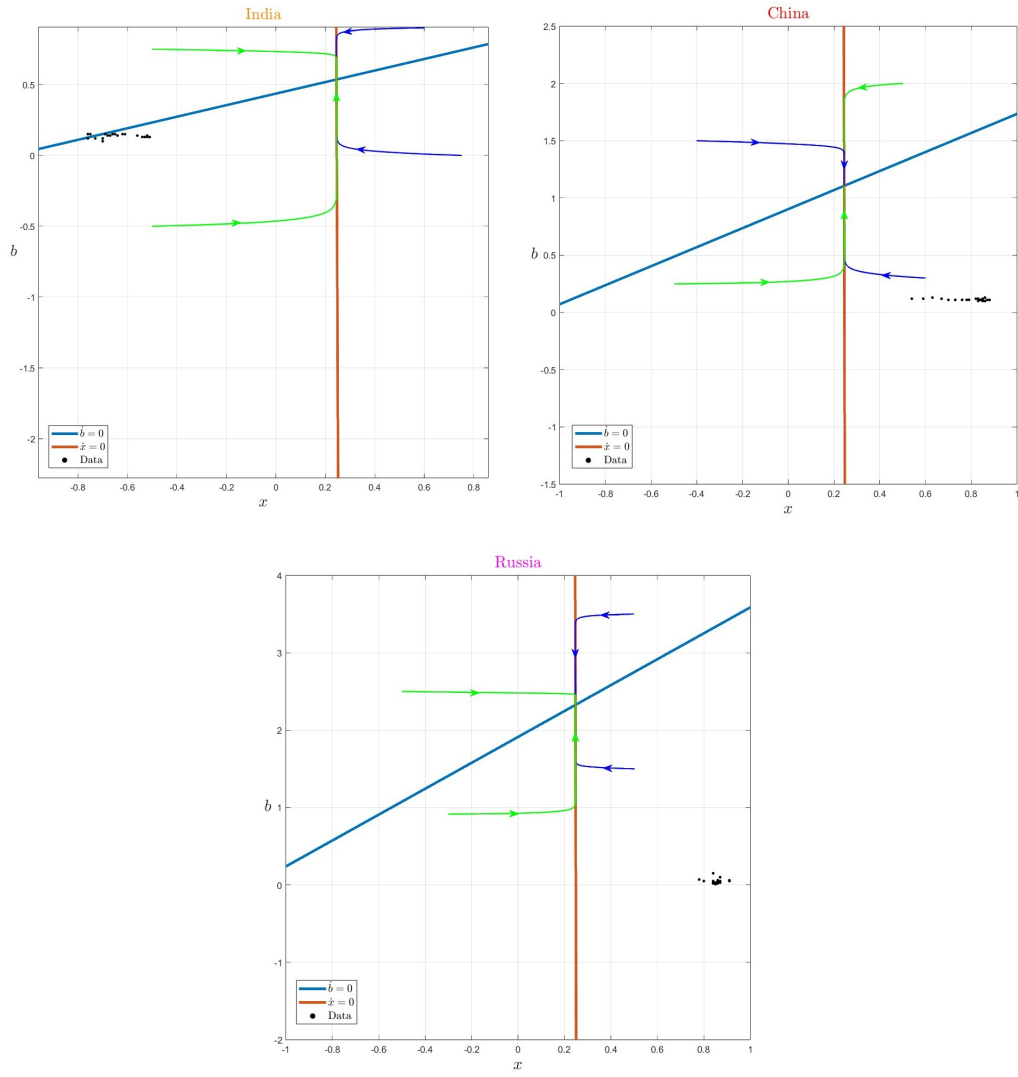 India
0.5
0
-0.5
-1
-1.5
-2
b
-0.8 -0.6 -0.4 -0.2 0 0.2 0.4 0.6 0.8
x
ḃ = 0
ẋ = 0
Data
China
2.5
2
1.5
1
0.5
0
-0.5
-1
-1.5
b
-1 -0.8 -0.6 -0.4 -0.2 0 0.2 0.4 0.6 0.8 1
x
ḃ = 0
ẋ = 0
Data
Russia
4
3
2
1
0
-1
-2
b
-1 -0.8 -0.6 -0.4 -0.2 0 0.2 0.4 0.6 0.8 1
x
ḃ = 0
ẋ = 0
Data